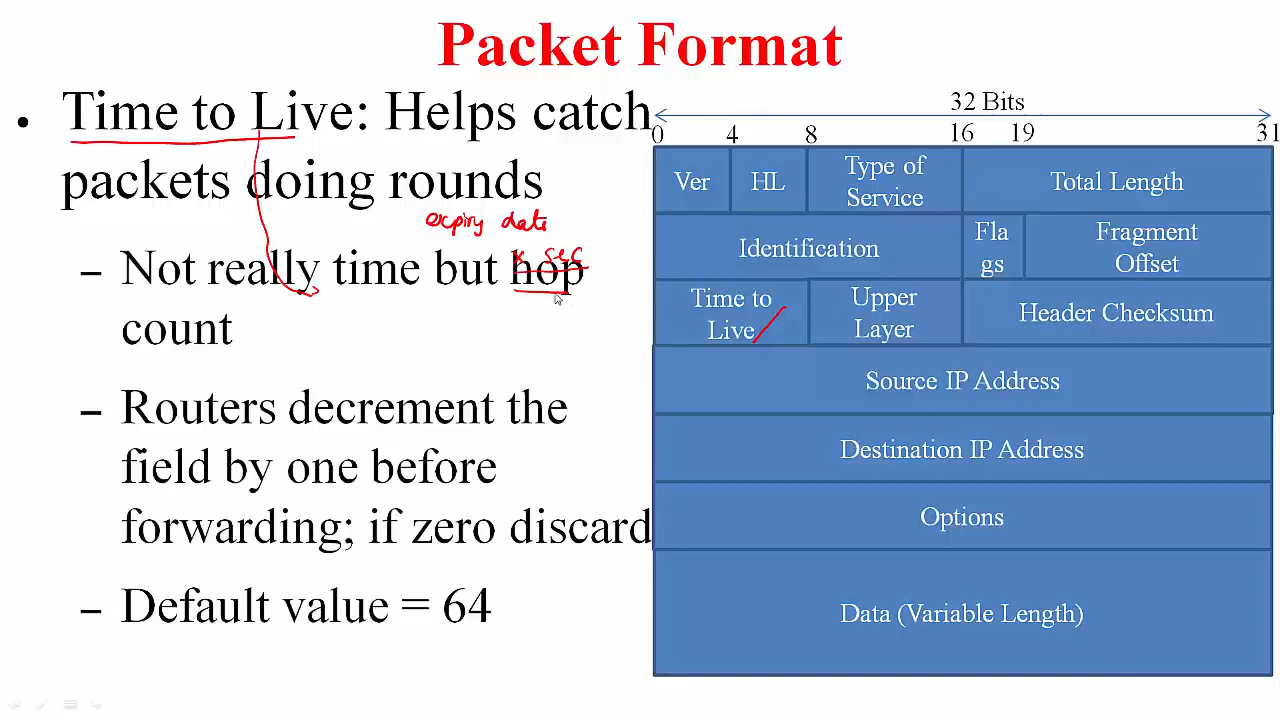 Packet Format
• Time to Live: Helps catch
packets doing rounds
expiry date
x sec
– Not really time but hop
count
– Routers decrement the
field by one before
forwarding; if zero discard
– Default value = 64
32 Bits
0 4 8 16 19 31
Ver HL Type of Service Total Length
Identification Fla gs Fragment Offset
Time to Live Upper Layer Header Checksum
Source IP Address
Destination IP Address
Options
Data (Variable Length)